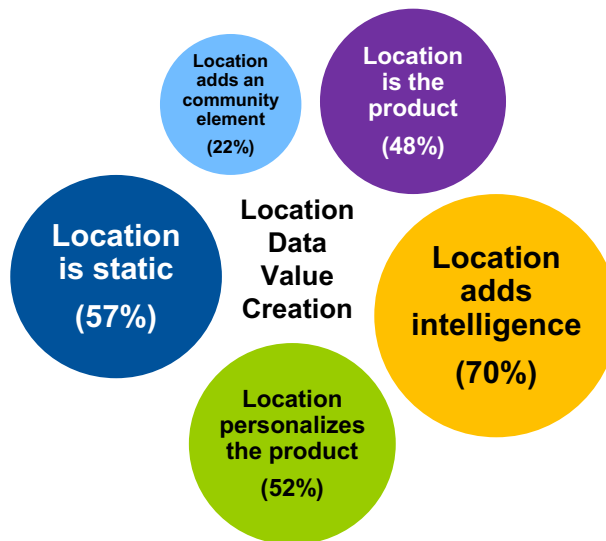 Location
adds an
community
element
(22%)
Location
is the
product
(48%)
Location
is static
(57%)
Location
Data
Value
Creation
Location
adds
intelligence
(70%)
Location
personalizes
the product
(52%)